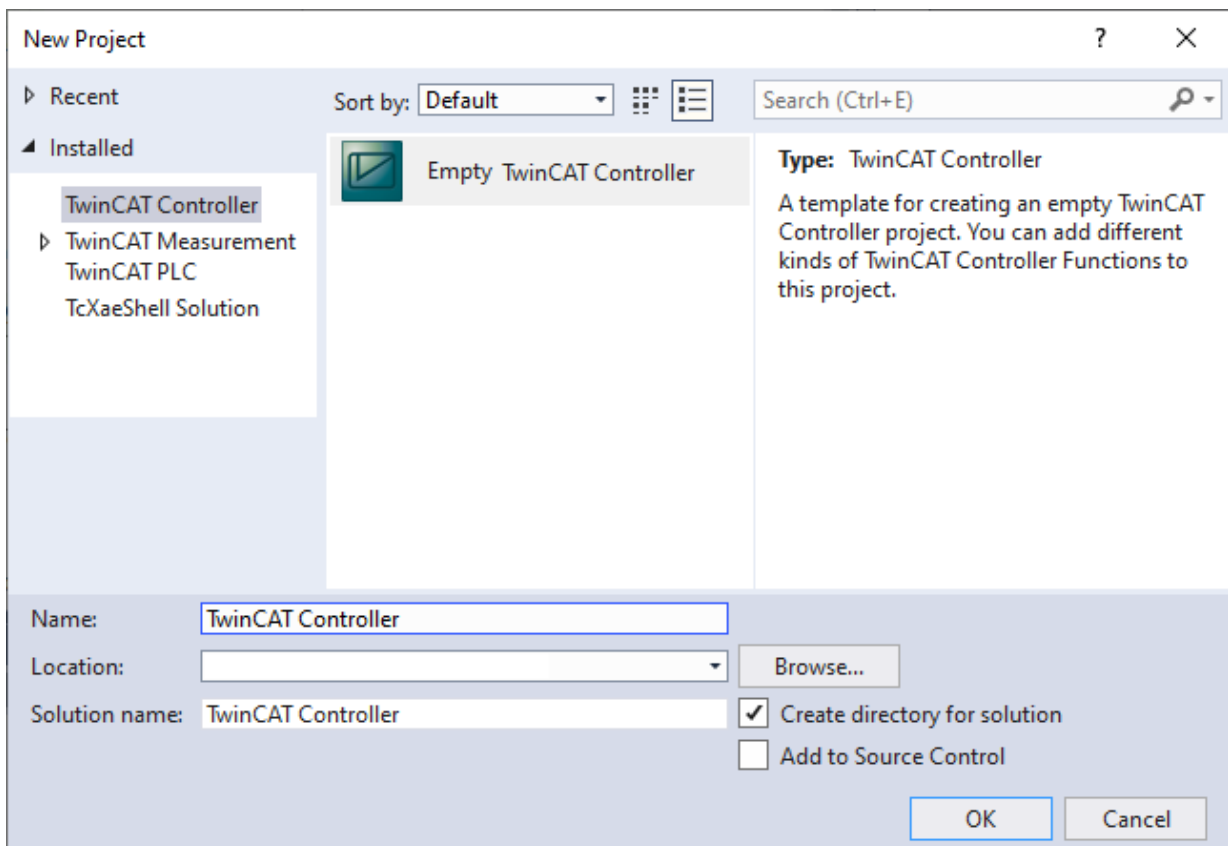 New Project
?
Recent
Installed
TwinCAT Controller
TwinCAT Measurement
TwinCAT PLC
TcXaeShell Solution
Sort by: Default
Empty TwinCAT Controller
Search (Ctrl+E)
Type: TwinCAT Controller
A template for creating an empty TwinCAT
Controller project. You can add different
kinds of TwinCAT Controller Functions to
this project.
Name: TwinCAT Controller
Location:
Browse...
Solution name: TwinCAT Controller
Create directory for solution
Add to Source Control
OK
Cancel